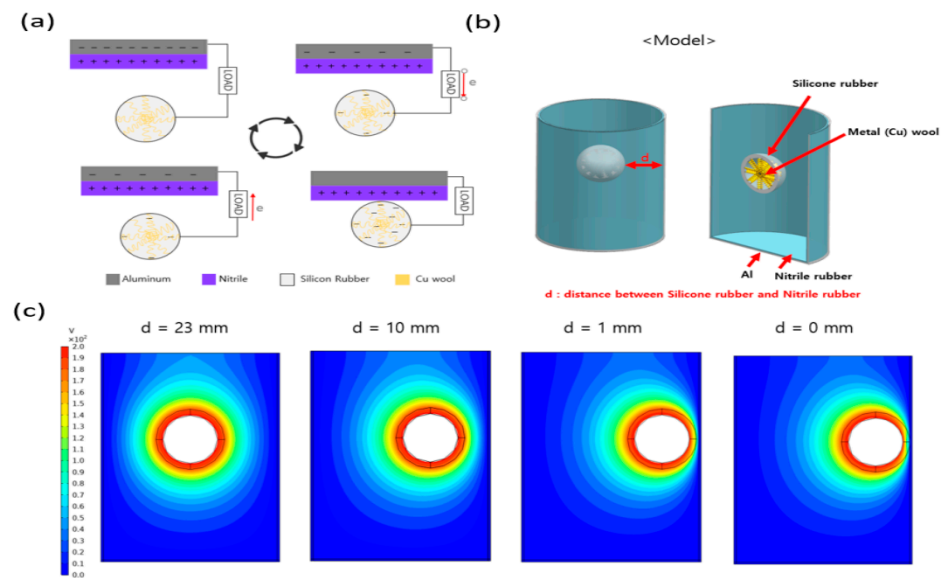 (a)
LOAD
LOAD
e
LOAD
e
LOAD
Aluminum
Nitrile
Silicon Rubber
Cu wool
(b)
<Model>
Silicone rubber
Metal (Cu) wool
d
Al
Nitrile rubber
d : distance between Silicone rubber and Nitrile rubber
(c)
d = 23 mm
d = 10 mm
d = 1 mm
d = 0 mm
V
×10²
2.0
1.9
1.8
1.7
1.6
1.5
1.4
1.3
1.2
1.1
1.0
0.9
0.8
0.7
0.6
0.5
0.4
0.3
0.2
0.1
0.0